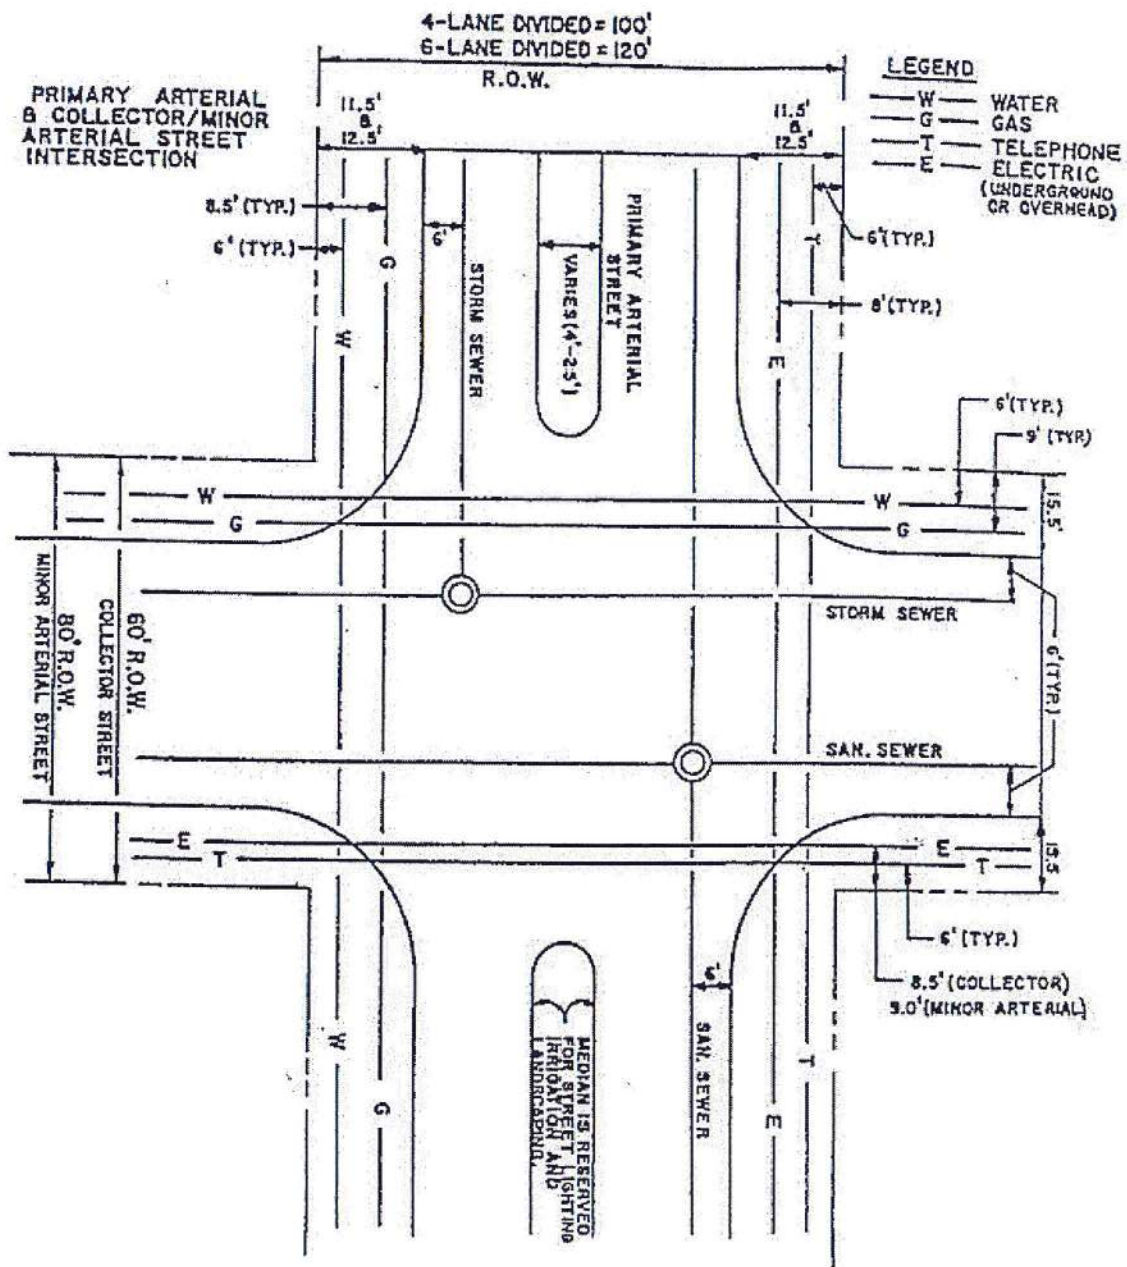 4-LANE DIVIDED = 100'
6-LANE DIVIDED = 120'
R.O.W.
PRIMARY ARTERIAL
& COLLECTOR/MINOR
ARTERIAL STREET
INTERSECTION
LEGEND
W WATER
G GAS
T TELEPHONE
E ELECTRIC
(UNDERGROUND
OR OVERHEAD)
11.5'
&
12.5'
11.5'
&
12.5'
8.5' (TYP.)
6' (TYP.)
6'
6' (TYP.)
8' (TYP.)
W
G
STORM SEWER
VARIES (4'-25')
PRIMARY ARTERIAL
STREET
E
T
6' (TYP.)
9' (TYP.)
15.5'
W
W
G
G
STORM SEWER
6' (TYP.)
SAN. SEWER
MINOR ARTERIAL STREET
80' R.O.W.
COLLECTOR STREET
60' R.O.W.
E
E
T
T
15.5
6' (TYP.)
8.5' (COLLECTOR)
9.0' (MINOR ARTERIAL)
6'
W
G
MEDIAN IS RESERVED
FOR STREET LIGHTING
IRRIGATION AND
LANDSCAPING.
SAN. SEWER
E
T